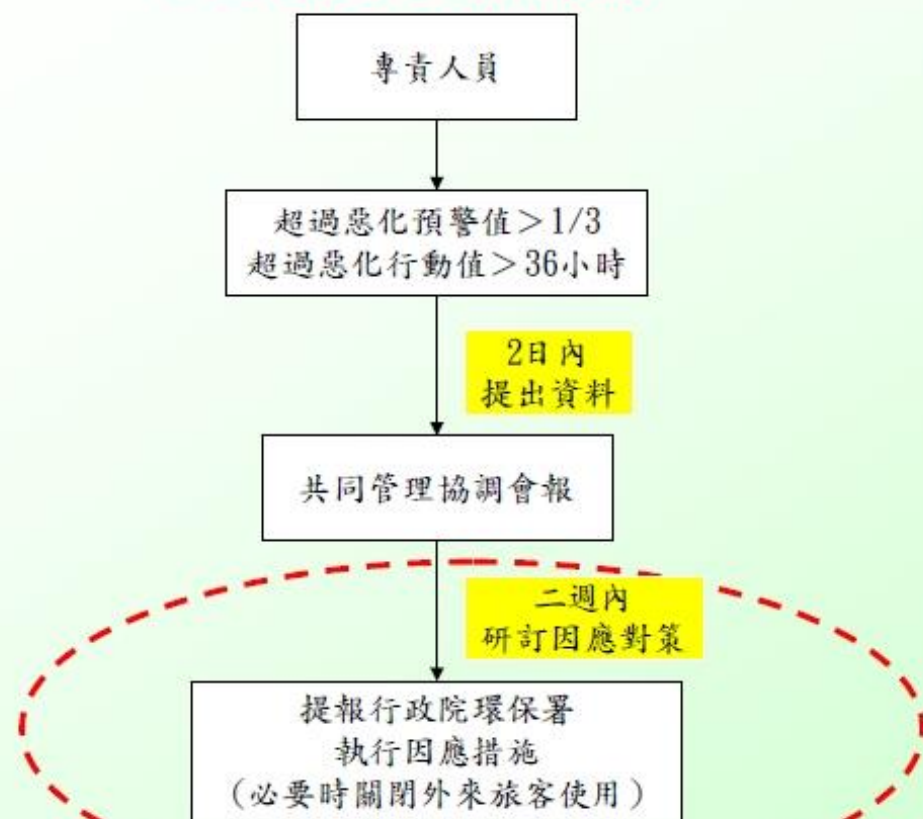 專責人員
超過惡化預警值＞1/3
超過惡化行動值＞36小時
2日內
提出資料
共同管理協調會報
二週內
研訂因應對策
提報行政院環保署
執行因應措施
（必要時關閉外來旅客使用）